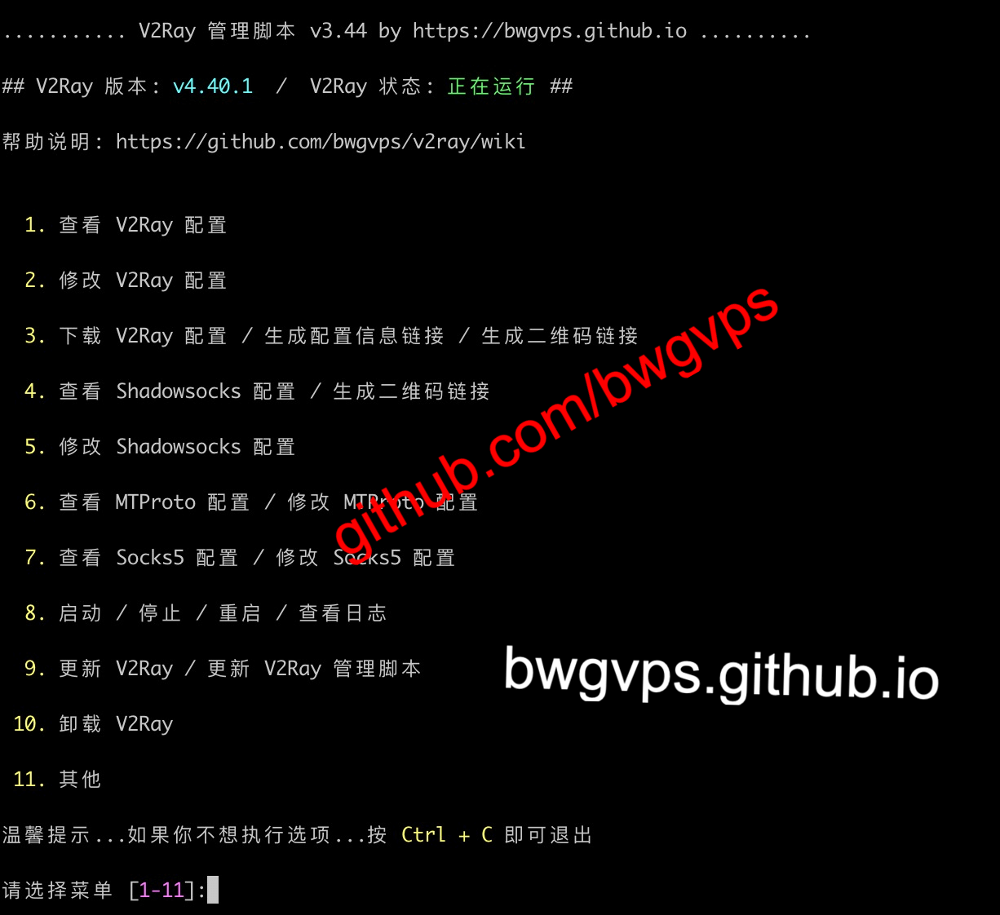 ........... V2Ray 管理脚本 v3.44 by https://bwgvps.github.io ..........
## V2Ray 版本: v4.40.1 / V2Ray 状态: 正在运行 ##
帮助说明: https://github.com/bwgvps/v2ray/wiki
1. 查看 V2Ray 配置
2. 修改 V2Ray 配置
3. 下载 V2Ray 配置 / 生成配置信息链接 / 生成二维码链接
4. 查看 Shadowsocks 配置 / 生成二维码链接
5. 修改 Shadowsocks 配置
6. 查看 MTProto 配置 / 修改 MTProto 配置
7. 查看 Socks5 配置 / 修改 Socks5 配置
8. 启动 / 停止 / 重启 / 查看日志
9. 更新 V2Ray / 更新 V2Ray 管理脚本
10. 卸载 V2Ray
11. 其他
温馨提示...如果你不想执行选项...按 Ctrl + C 即可退出
请选择菜单 [1-11]:
github.com/bwgvps
bwgvps.github.io